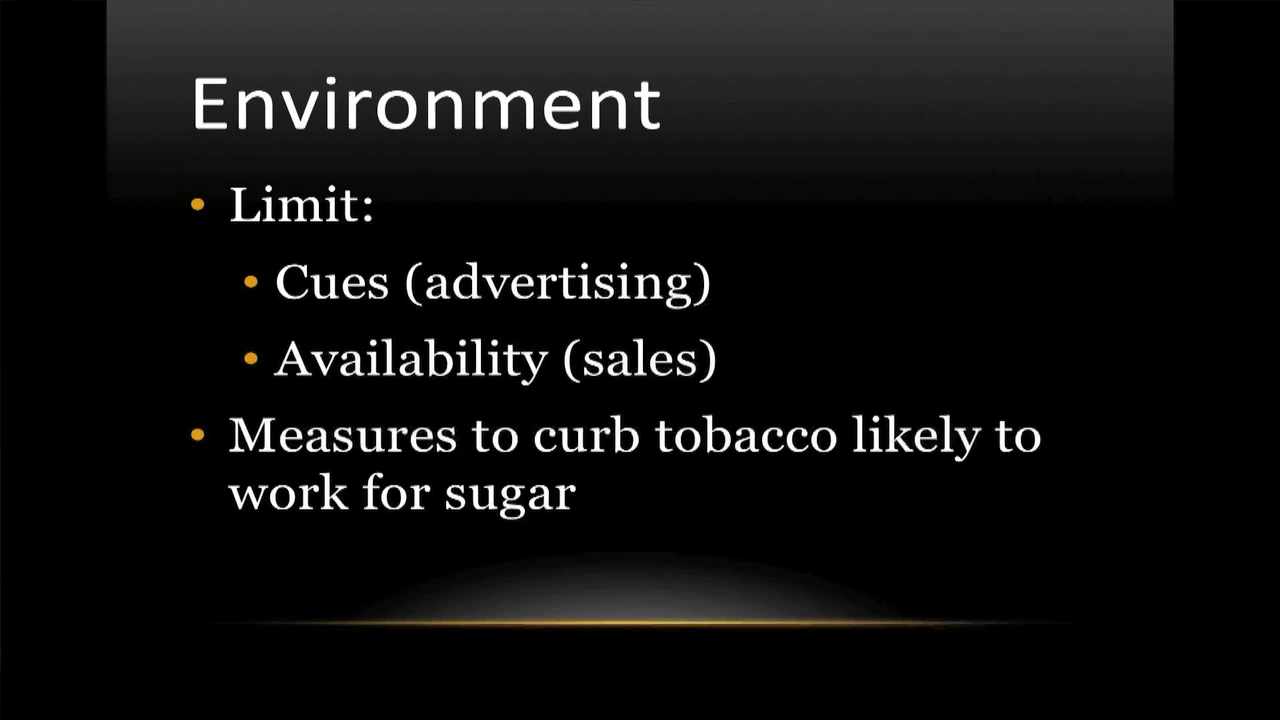 Environment
• Limit:
• Cues (advertising)
• Availability (sales)
• Measures to curb tobacco likely to
work for sugar